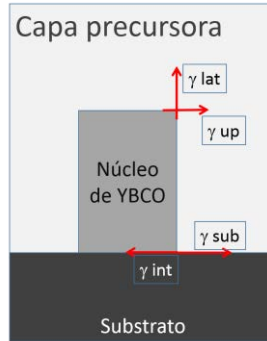 Capa precursora
γ lat
γ up
Núcleo
de YBCO
γ sub
γ int
Substrato